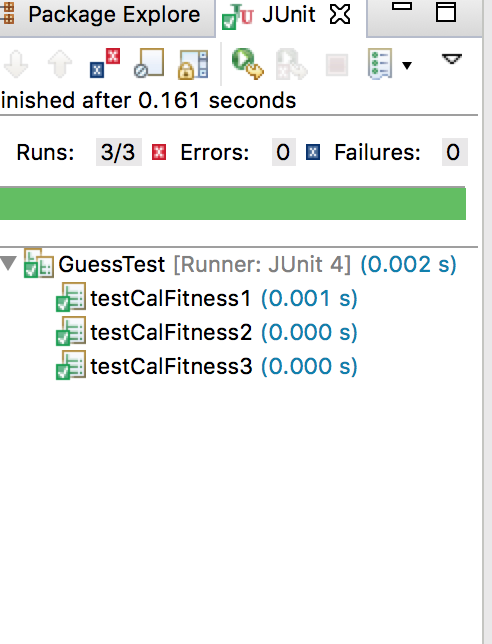 Package Explore JUnit
inished after 0.161 seconds
Runs: 3/3 Errors: 0 Failures: 0
GuessTest [Runner: JUnit 4] (0.002 s)
testCalFitness1 (0.001 s)
testCalFitness2 (0.000 s)
testCalFitness3 (0.000 s)